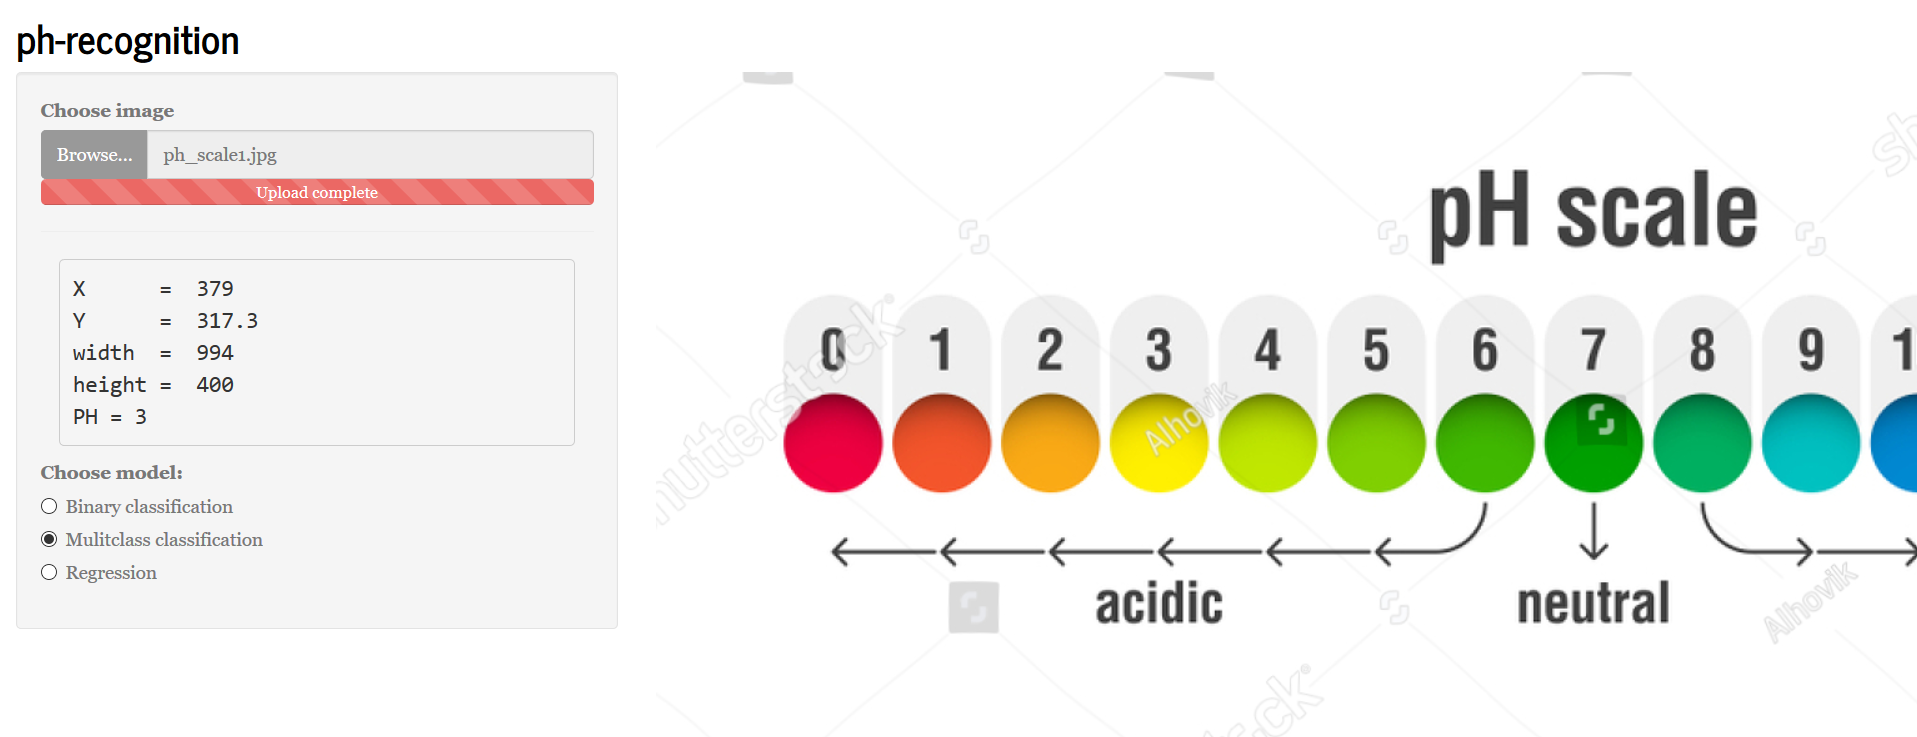 ph-recognition
Choose image
Browse... ph_scale1.jpg
Upload complete
X = 379
Y = 317.3
width = 994
height = 400
PH = 3
Choose model:
Binary classification
Mulitclass classification
Regression
pH scale
0 1 2 3 4 5 6 7 8 9
shutterstock
Alhovik
acidic neutral
Alhovik